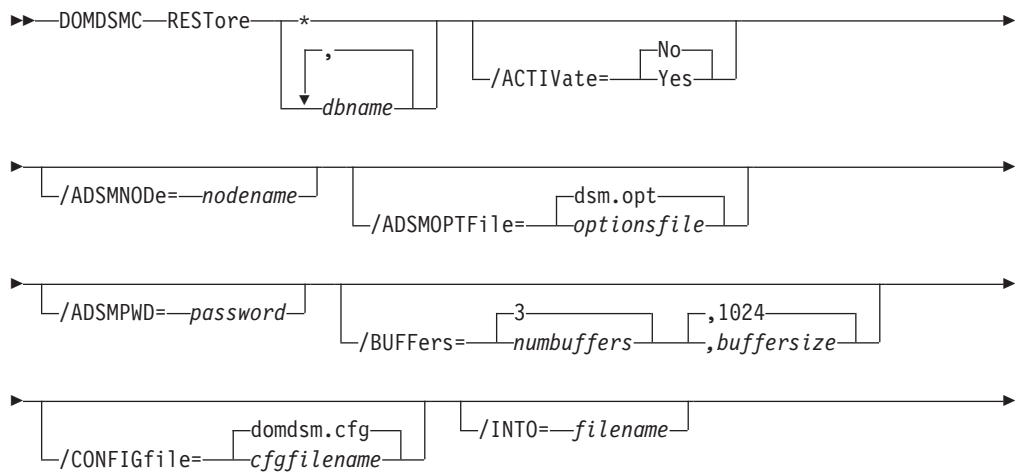 DOMDSMC RESTore *
,
dbname
/ACTIVate= No
Yes
/ADSMNODe= nodename
/ADSMOPTFile= dsm.opt
optionsfile
/ADSMPWD= password
/BUFFers= 3
numbuffers
,1024
,buffersize
/CONFIGfile= domdsm.cfg
cfgfilename
/INTO= filename